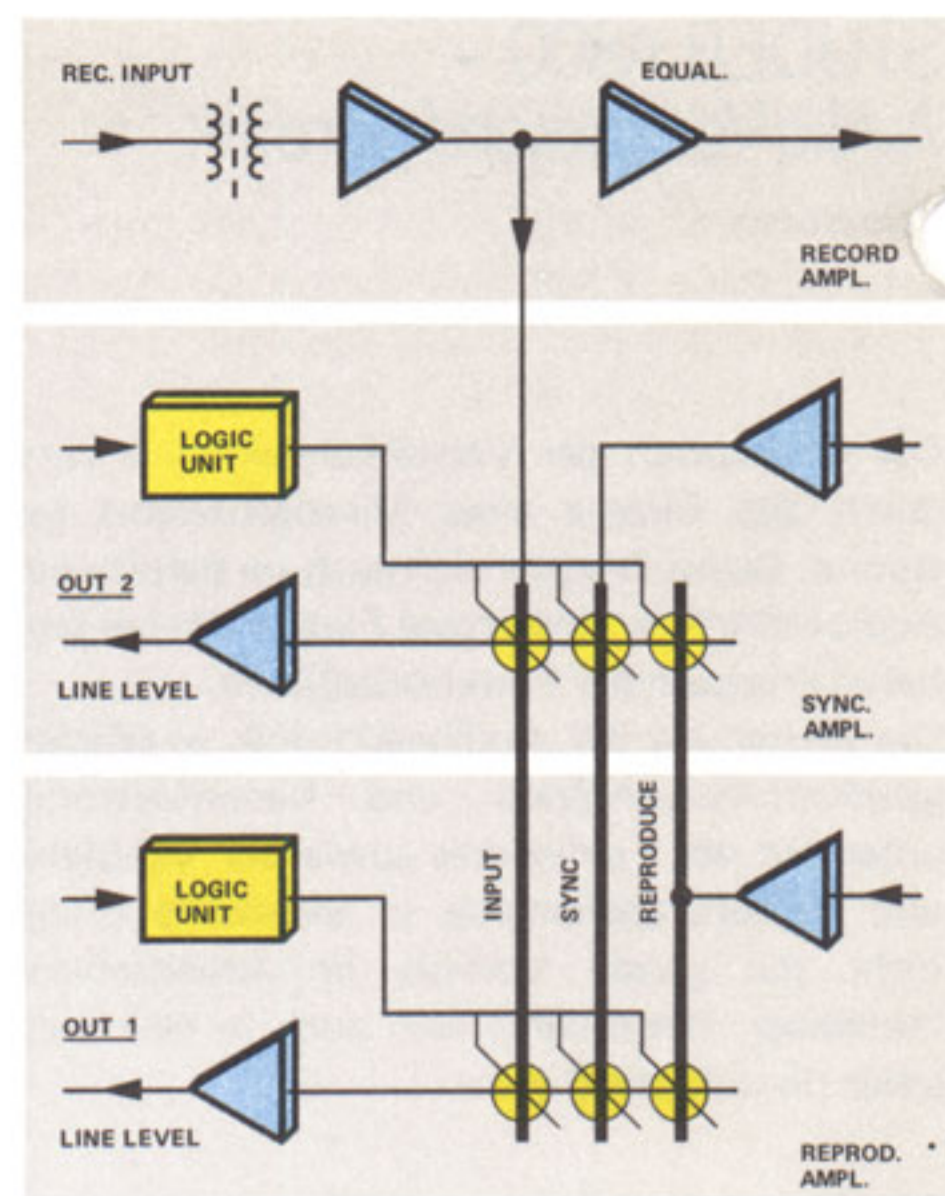 REC. INPUT
EQUAL.
RECORD
AMPL.
LOGIC
UNIT
OUT 2
LINE LEVEL
SYNC.
AMPL.
INPUT
SYNC
REPRODUCE
LOGIC
UNIT
OUT 1
LINE LEVEL
REPROD.
AMPL.